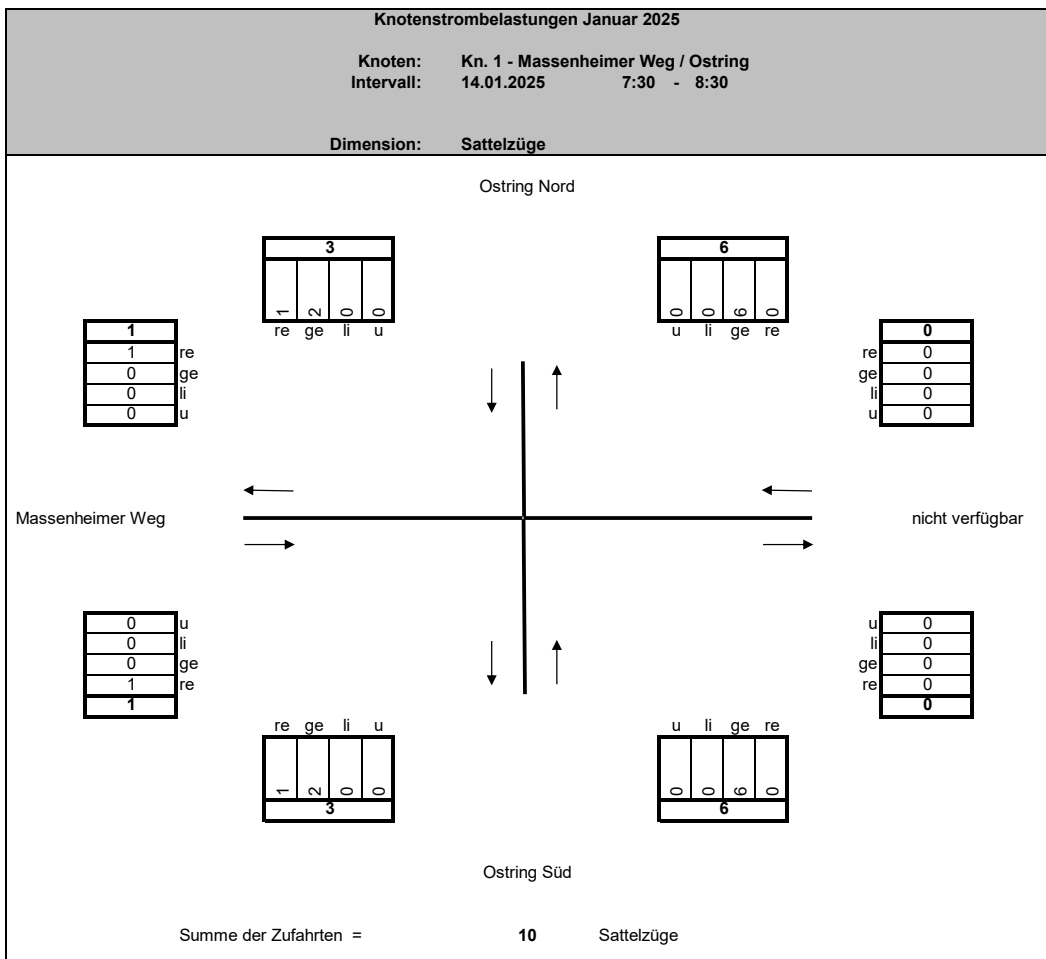 Knotenstrombelastungen Januar 2025
Knoten: Kn. 1 - Massenheimer Weg / Ostring
Intervall: 14.01.2025 7:30 - 8:30
Dimension: Sattelzüge
Ostring Nord
3 6
1 2 0 0 0 0 6 0
re ge li u u li ge re
1 0
1 re re 0
0 ge ge 0
0 li li 0
0 u u 0
Massenheimer Weg nicht verfügbar
0 u u 0
0 li li 0
0 ge ge 0
1 re re 0
1 0
re ge li u u li ge re
1 2 0 0 0 0 6 0
3 6
Ostring Süd
Summe der Zufahrten = 10 Sattelzüge